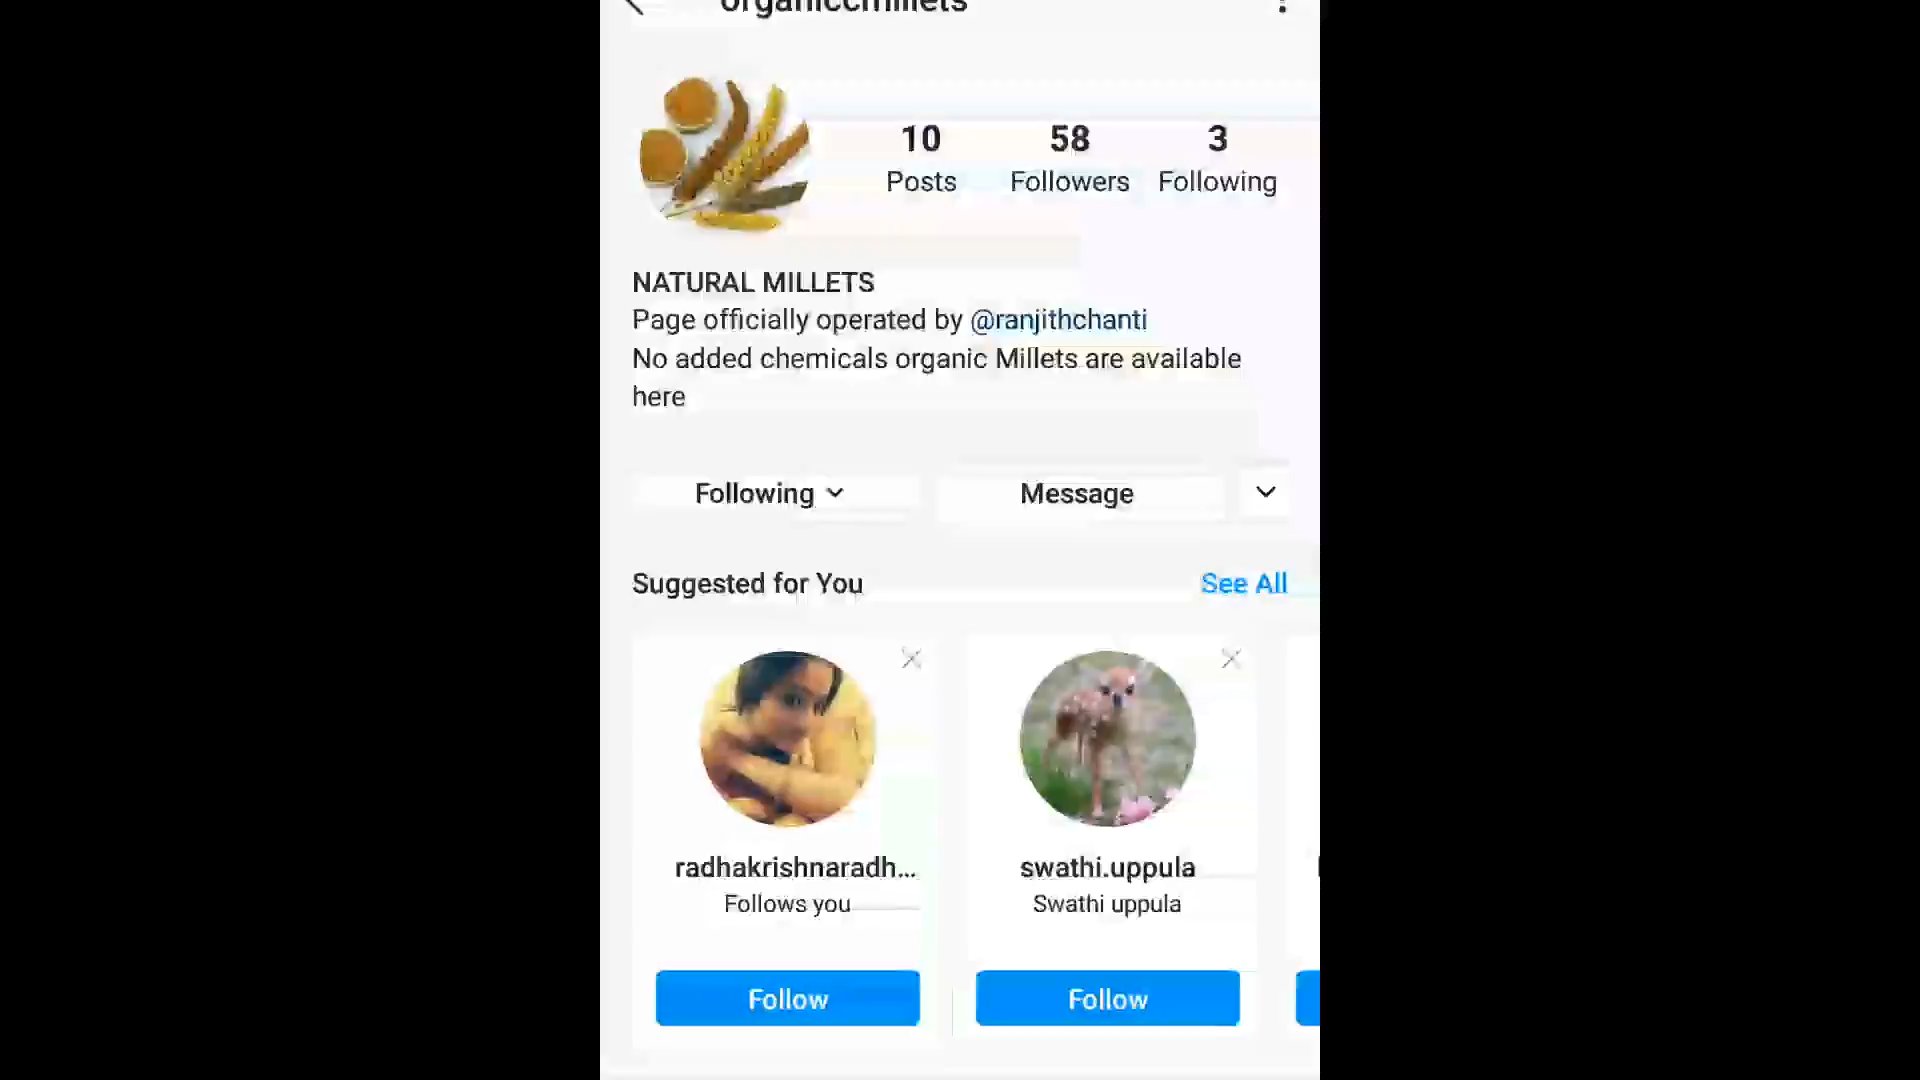 organiccmillets
10 58 3
Posts Followers Following
NATURAL MILLETS
Page officially operated by @ranjithchanti
No added chemicals organic Millets are available
here
Following Message
Suggested for You See All
radhakrishnaradh... swathi.uppula
Follows you Swathi uppula
Follow Follow